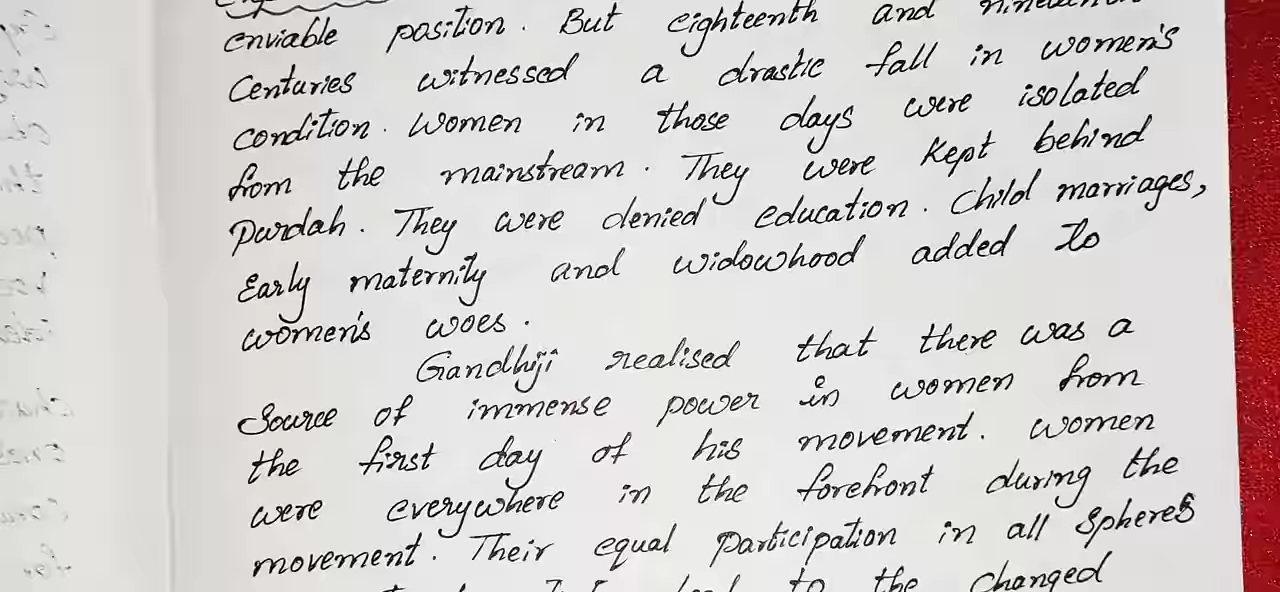 enviable position. But eighteenth and
Centuries witnessed a drastic fall in women's
condition. Women in those days were isolated
from the mainstream. They were kept behind
Purdah. They were denied education. Child marriages,
Early maternity and widowhood added to
women's woes.
Gandhiji realised that there was a
Source of immense power in women from
the first day of his movement. Women
were everywhere in the forefront during the
movement. Their equal participation in all spheres
to the changed